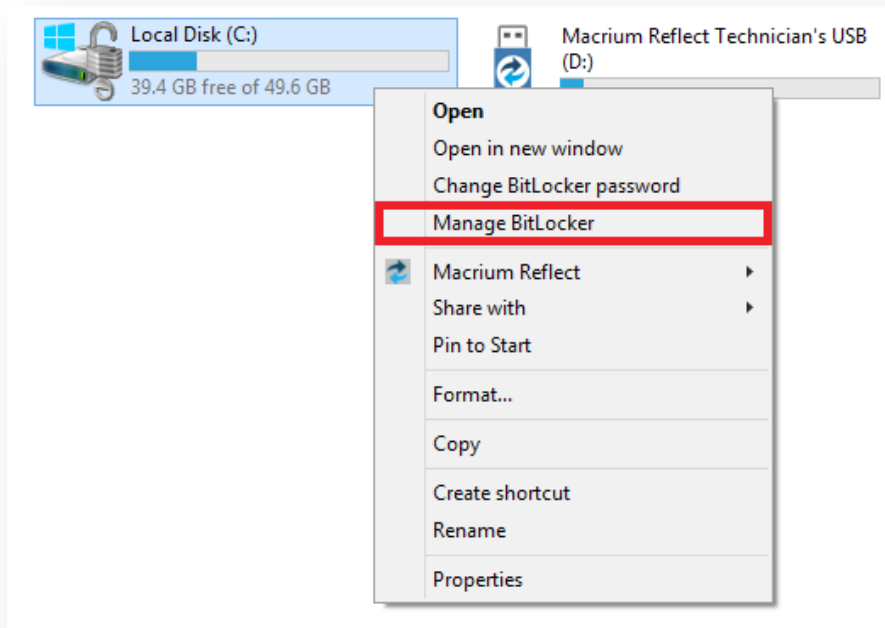 Local Disk (C:)
39.4 GB free of 49.6 GB
Macrium Reflect Technician's USB
(D:)
Open
Open in new window
Change BitLocker password
Manage BitLocker
Macrium Reflect
Share with
Pin to Start
Format...
Copy
Create shortcut
Rename
Properties